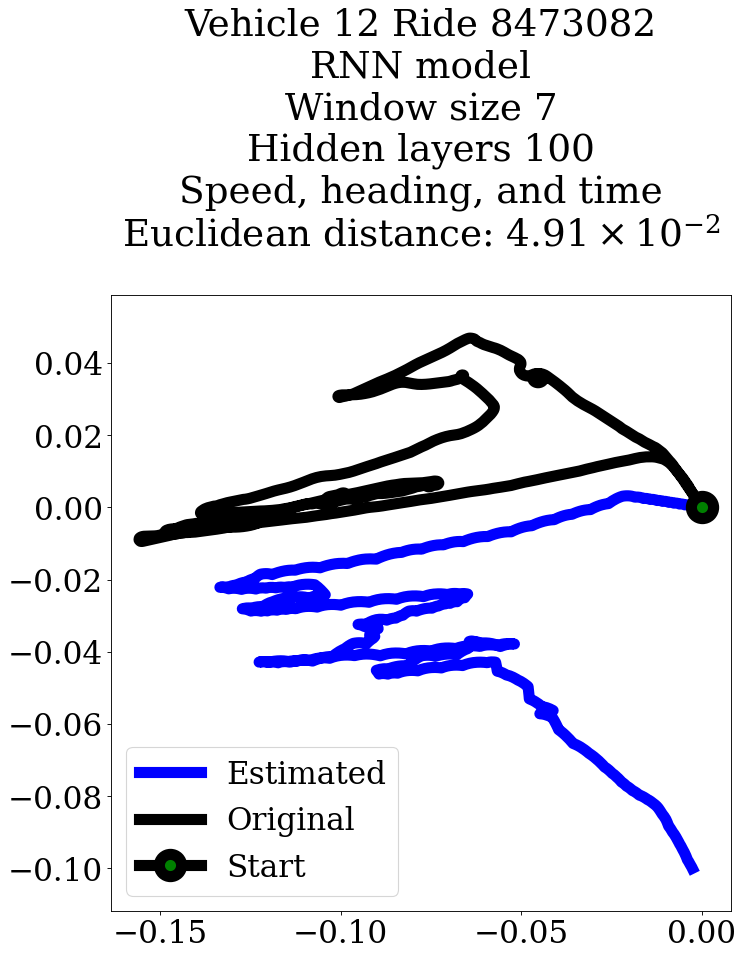 Vehicle 12 Ride 8473082
RNN model
Window size 7
Hidden layers 100
Speed, heading, and time
Euclidean distance: 4.91 × 10⁻²
0.04
0.02
0.00
−0.02
−0.04
−0.06
−0.08
−0.10
Estimated
Original
Start
−0.15
−0.10
−0.05
0.00